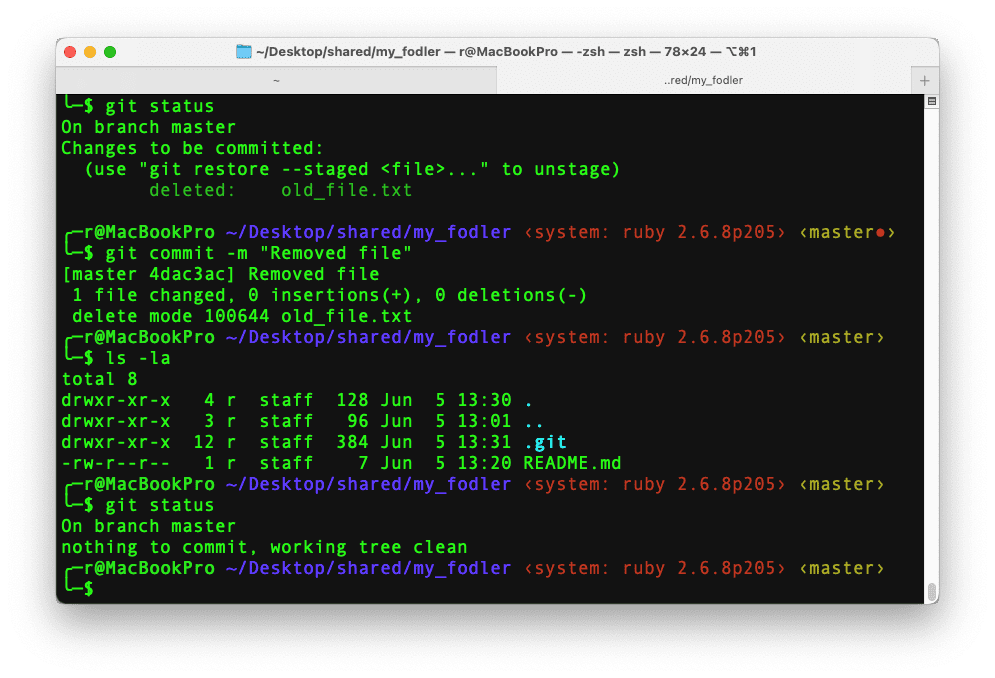 ~/Desktop/shared/my_fodler — r@MacBookPro — -zsh — zsh — 78×24 — ⌥⌘1
~ ..red/my_fodler +
╰─$ git status
On branch master
Changes to be committed:
  (use "git restore --staged <file>..." to unstage)
        deleted:    old_file.txt

╭─r@MacBookPro ~/Desktop/shared/my_fodler ‹system: ruby 2.6.8p205› ‹master●›
╰─$ git commit -m "Removed file"
[master 4dac3ac] Removed file
 1 file changed, 0 insertions(+), 0 deletions(-)
 delete mode 100644 old_file.txt
╭─r@MacBookPro ~/Desktop/shared/my_fodler ‹system: ruby 2.6.8p205› ‹master›
╰─$ ls -la
total 8
drwxr-xr-x   4 r  staff  128 Jun  5 13:30 .
drwxr-xr-x   3 r  staff   96 Jun  5 13:01 ..
drwxr-xr-x  12 r  staff  384 Jun  5 13:31 .git
-rw-r--r--   1 r  staff    7 Jun  5 13:20 README.md
╭─r@MacBookPro ~/Desktop/shared/my_fodler ‹system: ruby 2.6.8p205› ‹master›
╰─$ git status
On branch master
nothing to commit, working tree clean
╭─r@MacBookPro ~/Desktop/shared/my_fodler ‹system: ruby 2.6.8p205› ‹master›
╰─$